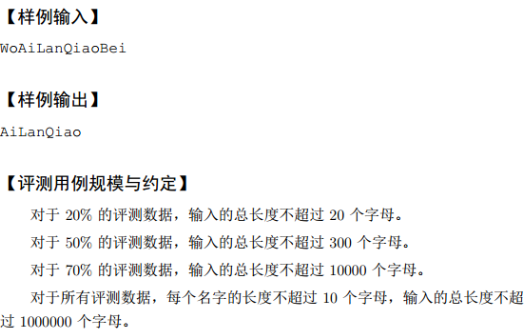 【样例输入】
WoAiLanQiaoBei
【样例输出】
AiLanQiao
【评测用例规模与约定】
对于 20% 的评测数据，输入的总长度不超过 20 个字母。
对于 50% 的评测数据，输入的总长度不超过 300 个字母。
对于 70% 的评测数据，输入的总长度不超过 10000 个字母。
对于所有评测数据，每个名字的长度不超过 10 个字母，输入的总长度不超
过 1000000 个字母。